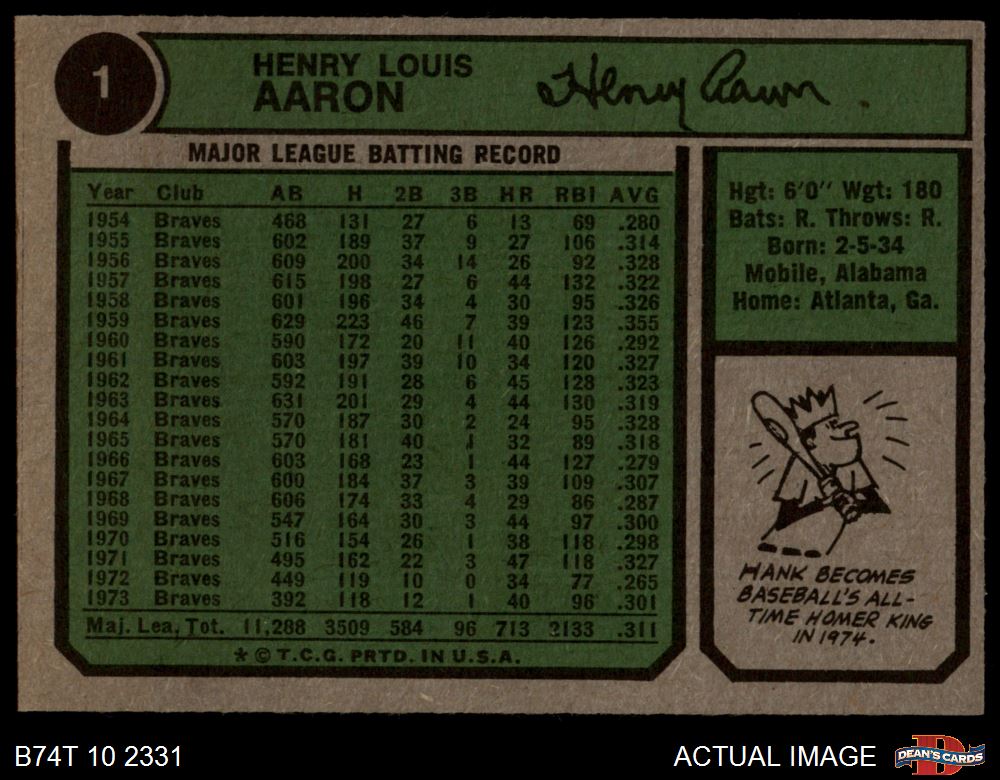 1
HENRY LOUIS
AARON
Henry Aaron
MAJOR LEAGUE BATTING RECORD
Year Club AB H 2B 3B HR RBI AVG
1954 Braves 468 131 27 6 13 69 .280
1955 Braves 602 189 37 9 27 106 .314
1956 Braves 609 200 34 14 26 92 .328
1957 Braves 615 198 27 6 44 132 .322
1958 Braves 601 196 34 4 30 95 .326
1959 Braves 629 223 46 7 39 123 .355
1960 Braves 590 172 20 11 40 126 .292
1961 Braves 603 197 39 10 34 120 .327
1962 Braves 592 191 28 6 45 128 .323
1963 Braves 631 201 29 4 44 130 .319
1964 Braves 570 187 30 2 24 95 .328
1965 Braves 570 181 40 1 32 89 .318
1966 Braves 603 168 23 1 44 127 .279
1967 Braves 600 184 37 3 39 109 .307
1968 Braves 606 174 33 4 29 86 .287
1969 Braves 547 164 30 3 44 97 .300
1970 Braves 516 154 26 1 38 118 .298
1971 Braves 495 162 22 3 47 118 .327
1972 Braves 449 119 10 0 34 77 .265
1973 Braves 392 118 12 1 40 96 .301
Maj. Lea. Tot. 11,288 3509 584 96 713 2133 .311
* © T.C.G. PRTD. IN U.S.A.
Hgt: 6'0" Wgt: 180
Bats: R. Throws: R.
Born: 2-5-34
Mobile, Alabama
Home: Atlanta, Ga.
HANK BECOMES
BASEBALL'S ALL-
TIME HOMER KING
IN 1974.
B74T 10 2331
ACTUAL IMAGE
D
DEAN'S CARDS